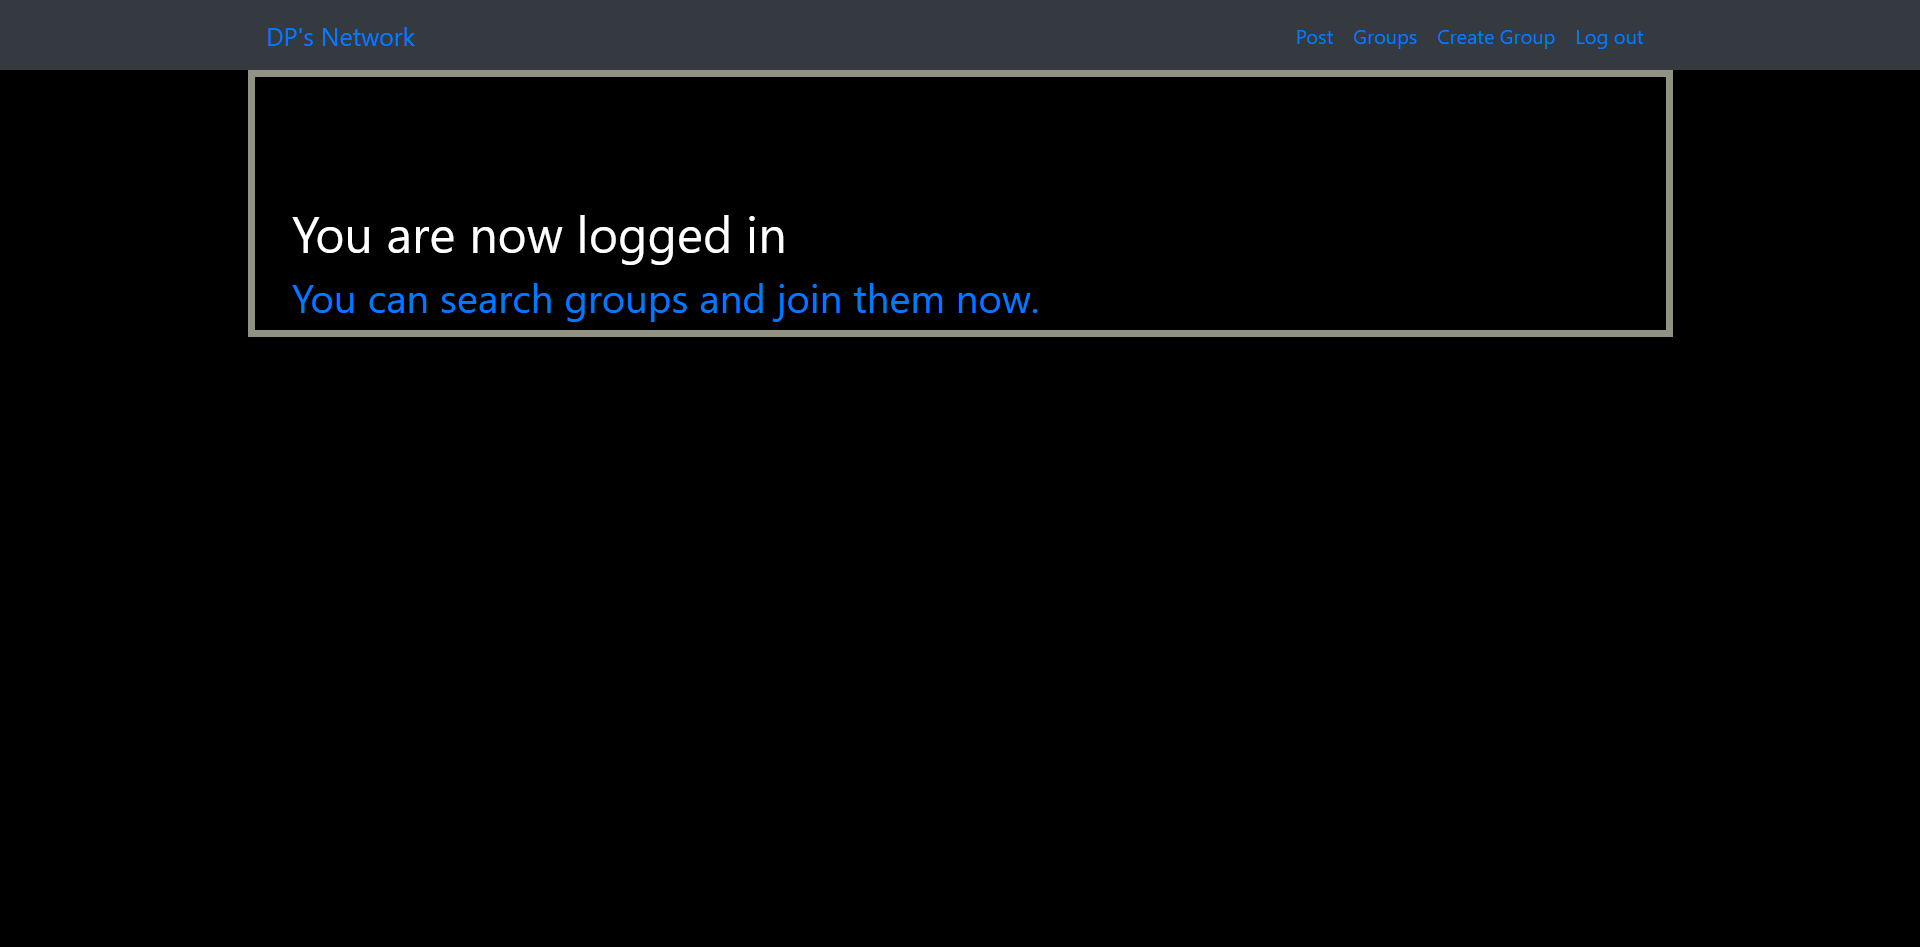 DP's Network
Post Groups Create Group Log out
You are now logged in
You can search groups and join them now.